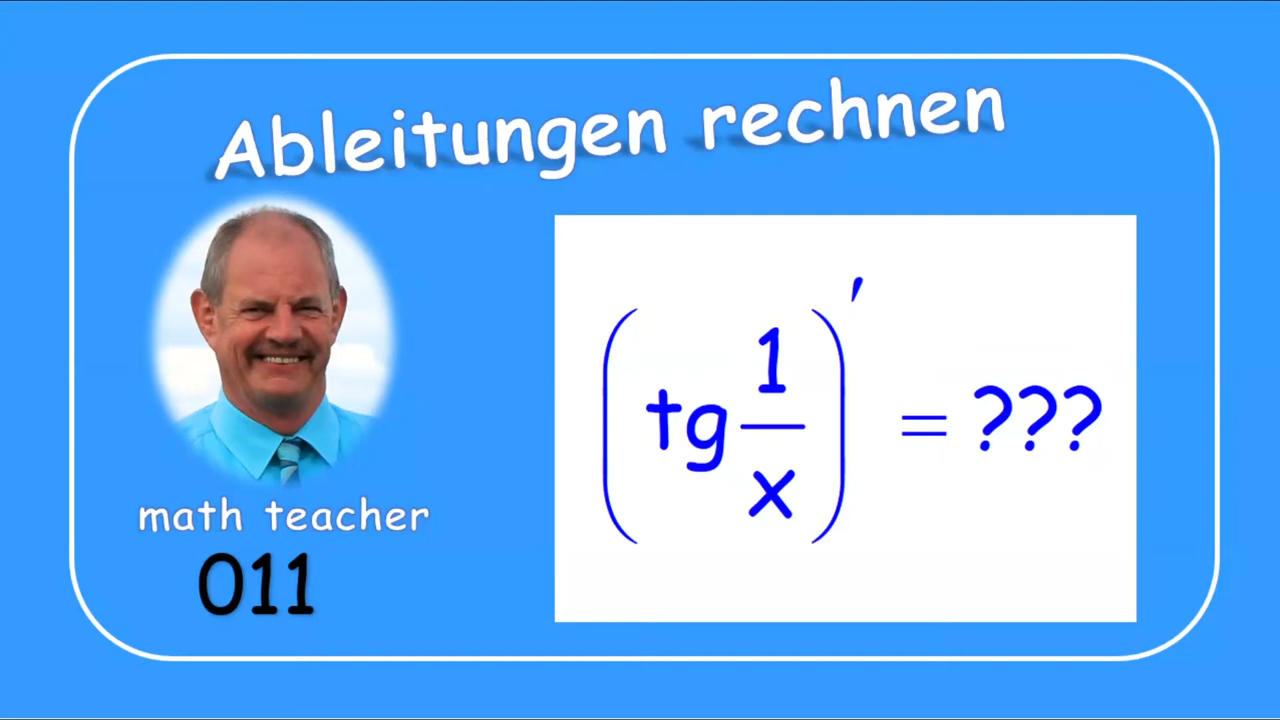 Ableitungen rechnen
(tg 1/x)′ = ???
math teacher
011